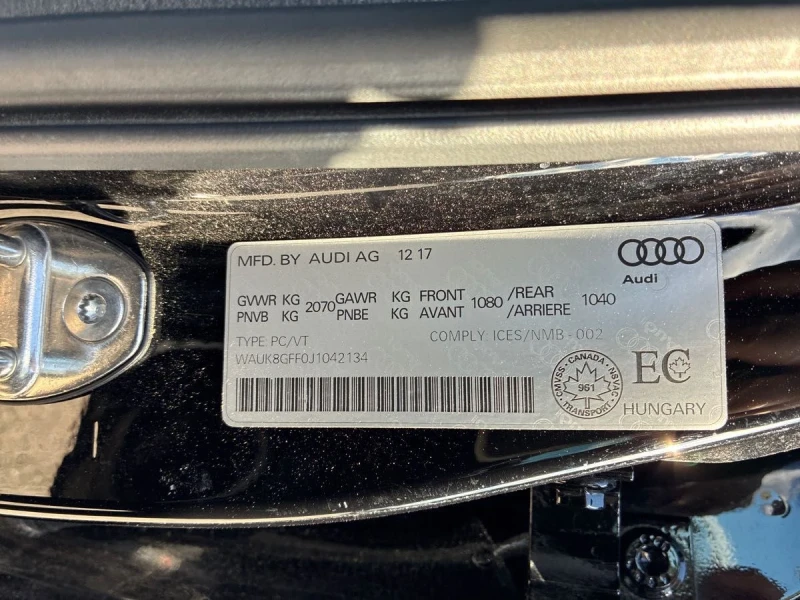 MFD. BY AUDI AG 12 17
Audi
GVWR KG 2070 GAWR KG FRONT 1080 /REAR 1040
PNVB KG PNBE KG AVANT /ARRIERE
TYPE: PC/VT COMPLY: ICES/NMB-002
WAUK8GFF0J1042134
CMVSS - CANADA - NSVAC
961
TRANSPORT
EC
HUNGARY